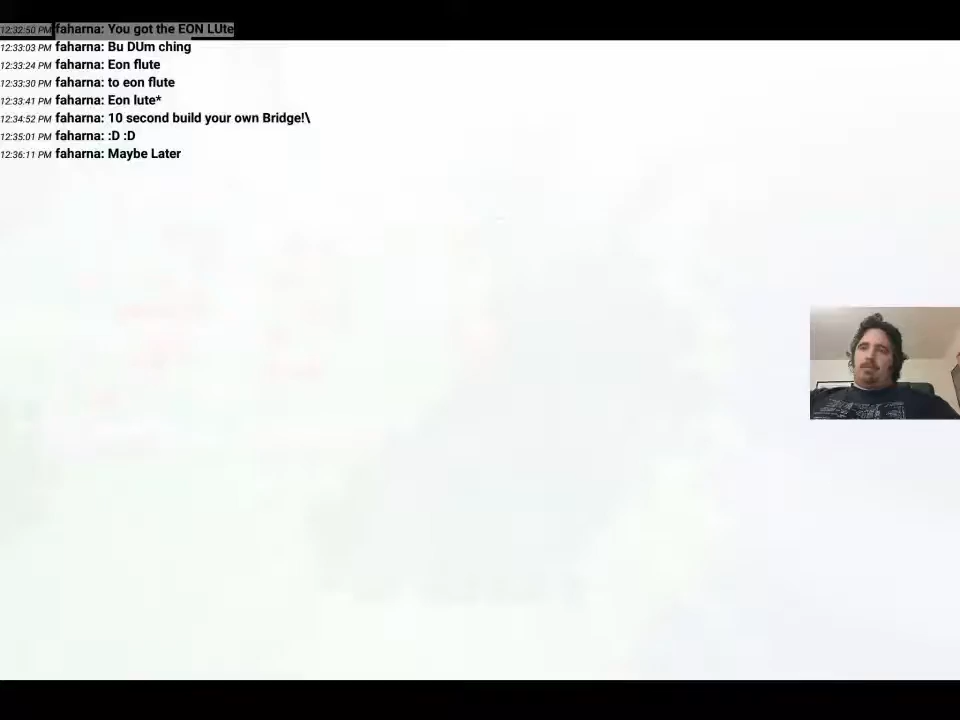 12:32:50 PM faharna: You got the EON LUte
12:33:03 PM faharna: Bu DUm ching
12:33:24 PM faharna: Eon flute
12:33:30 PM faharna: to eon flute
12:33:41 PM faharna: Eon lute*
12:34:52 PM faharna: 10 second build your own Bridge!\
12:35:01 PM faharna: :D :D
12:36:11 PM faharna: Maybe Later